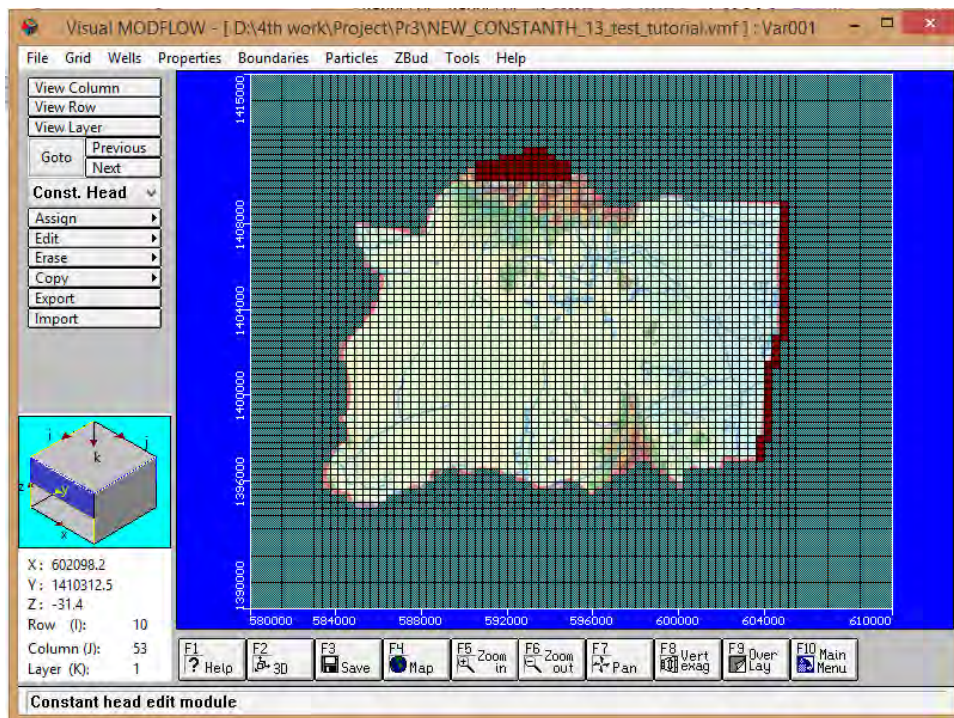 Visual MODFLOW - [ D:\4th work\Project\Pr3\NEW_CONSTANTH_13_test_tutorial.vmf ] : Var001
File Grid Wells Properties Boundaries Particles ZBud Tools Help
View Column
View Row
View Layer
Goto
Previous
Next
Const. Head
Assign
Edit
Erase
Copy
Export
Import
1415000
1408000
1404000
1400000
1396000
1390000
580000 584000 588000 592000 596000 600000 604000 610000
i j
k
z y
x
X : 602098.2
Y : 1410312.5
Z : -31.4
Row (I): 10
Column (J): 53
Layer (K): 1
F1 ? Help
F2 3D
F3 Save
F4 Map
F5 Zoom in
F6 Zoom out
F7 Pan
F8 Vert exag
F9 Over Lay
F10 Main Menu
Constant head edit module